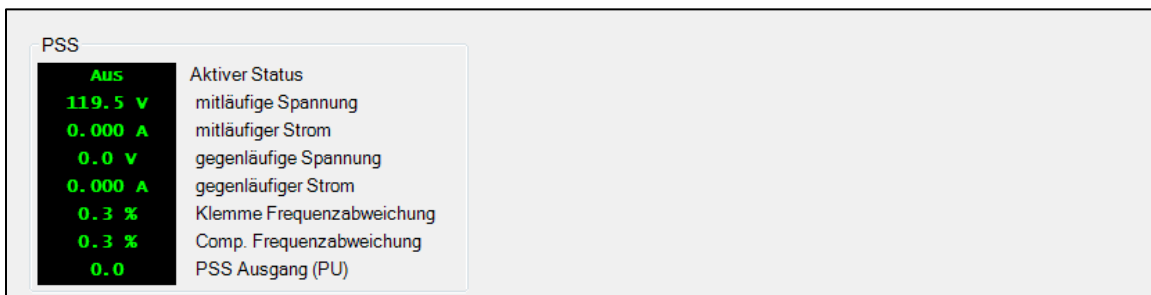 PSS
Aus Aktiver Status
119.5 V mitläufige Spannung
0.000 A mitläufiger Strom
0.0 V gegenläufige Spannung
0.000 A gegenläufiger Strom
0.3 % Klemme Frequenzabweichung
0.3 % Comp. Frequenzabweichung
0.0 PSS Ausgang (PU)